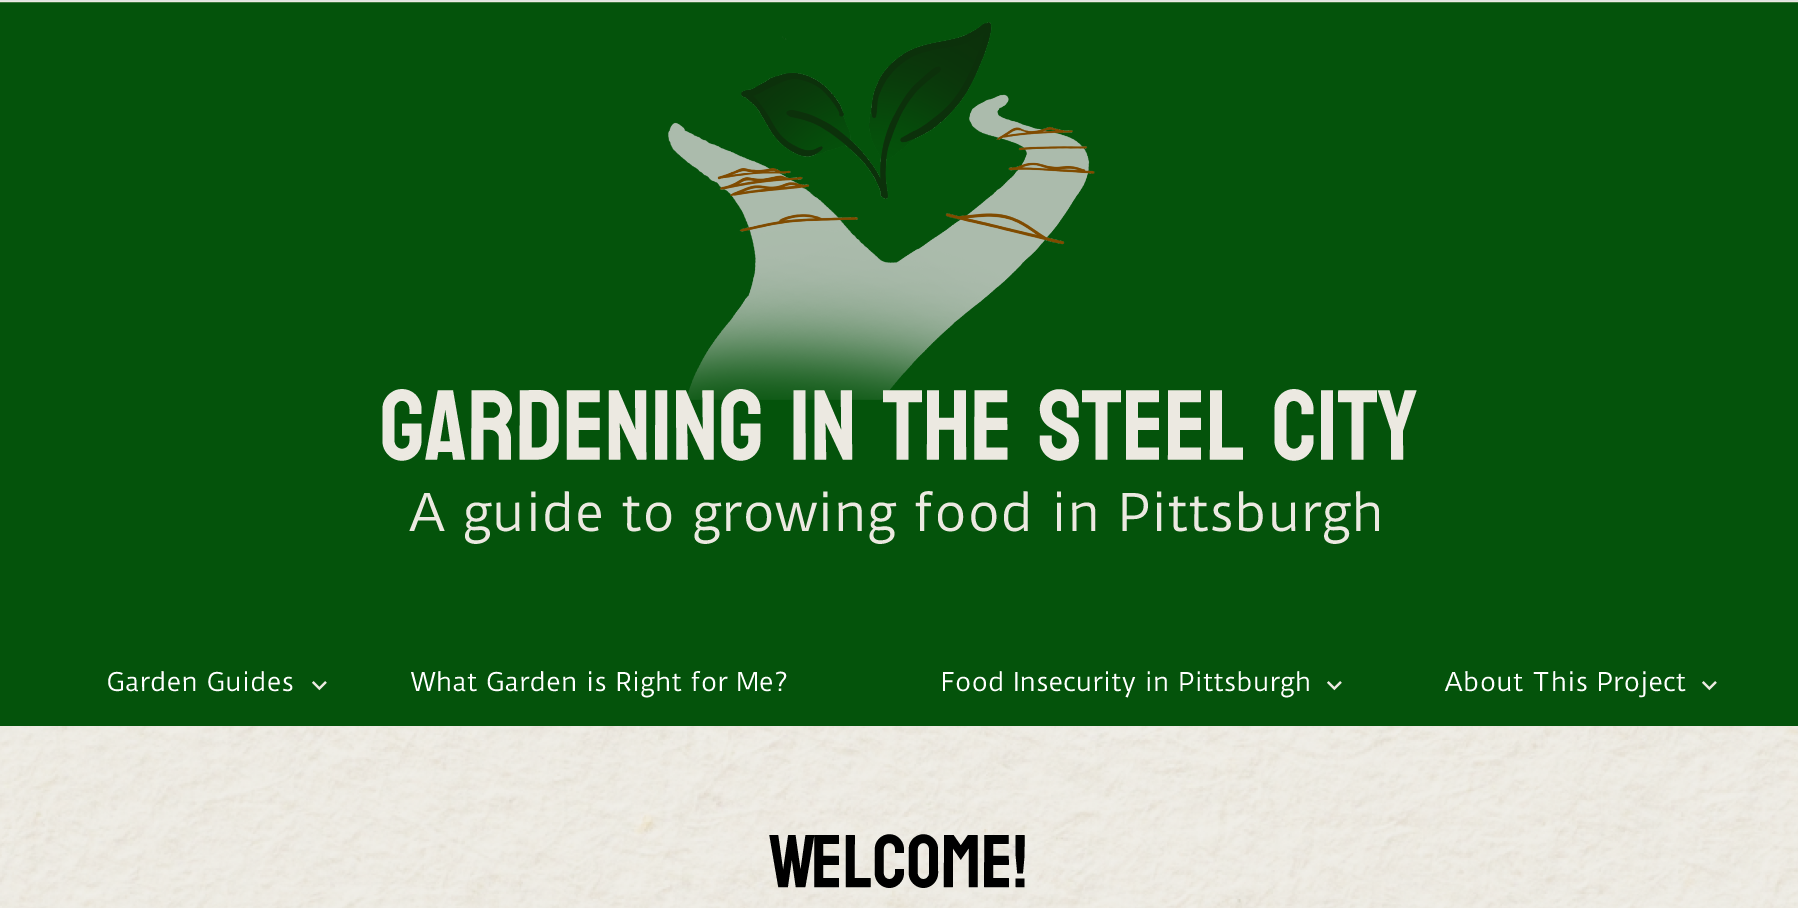 GARDENING IN THE STEEL CITY
A guide to growing food in Pittsburgh
Garden Guides
What Garden is Right for Me?
Food Insecurity in Pittsburgh
About This Project
WELCOME!